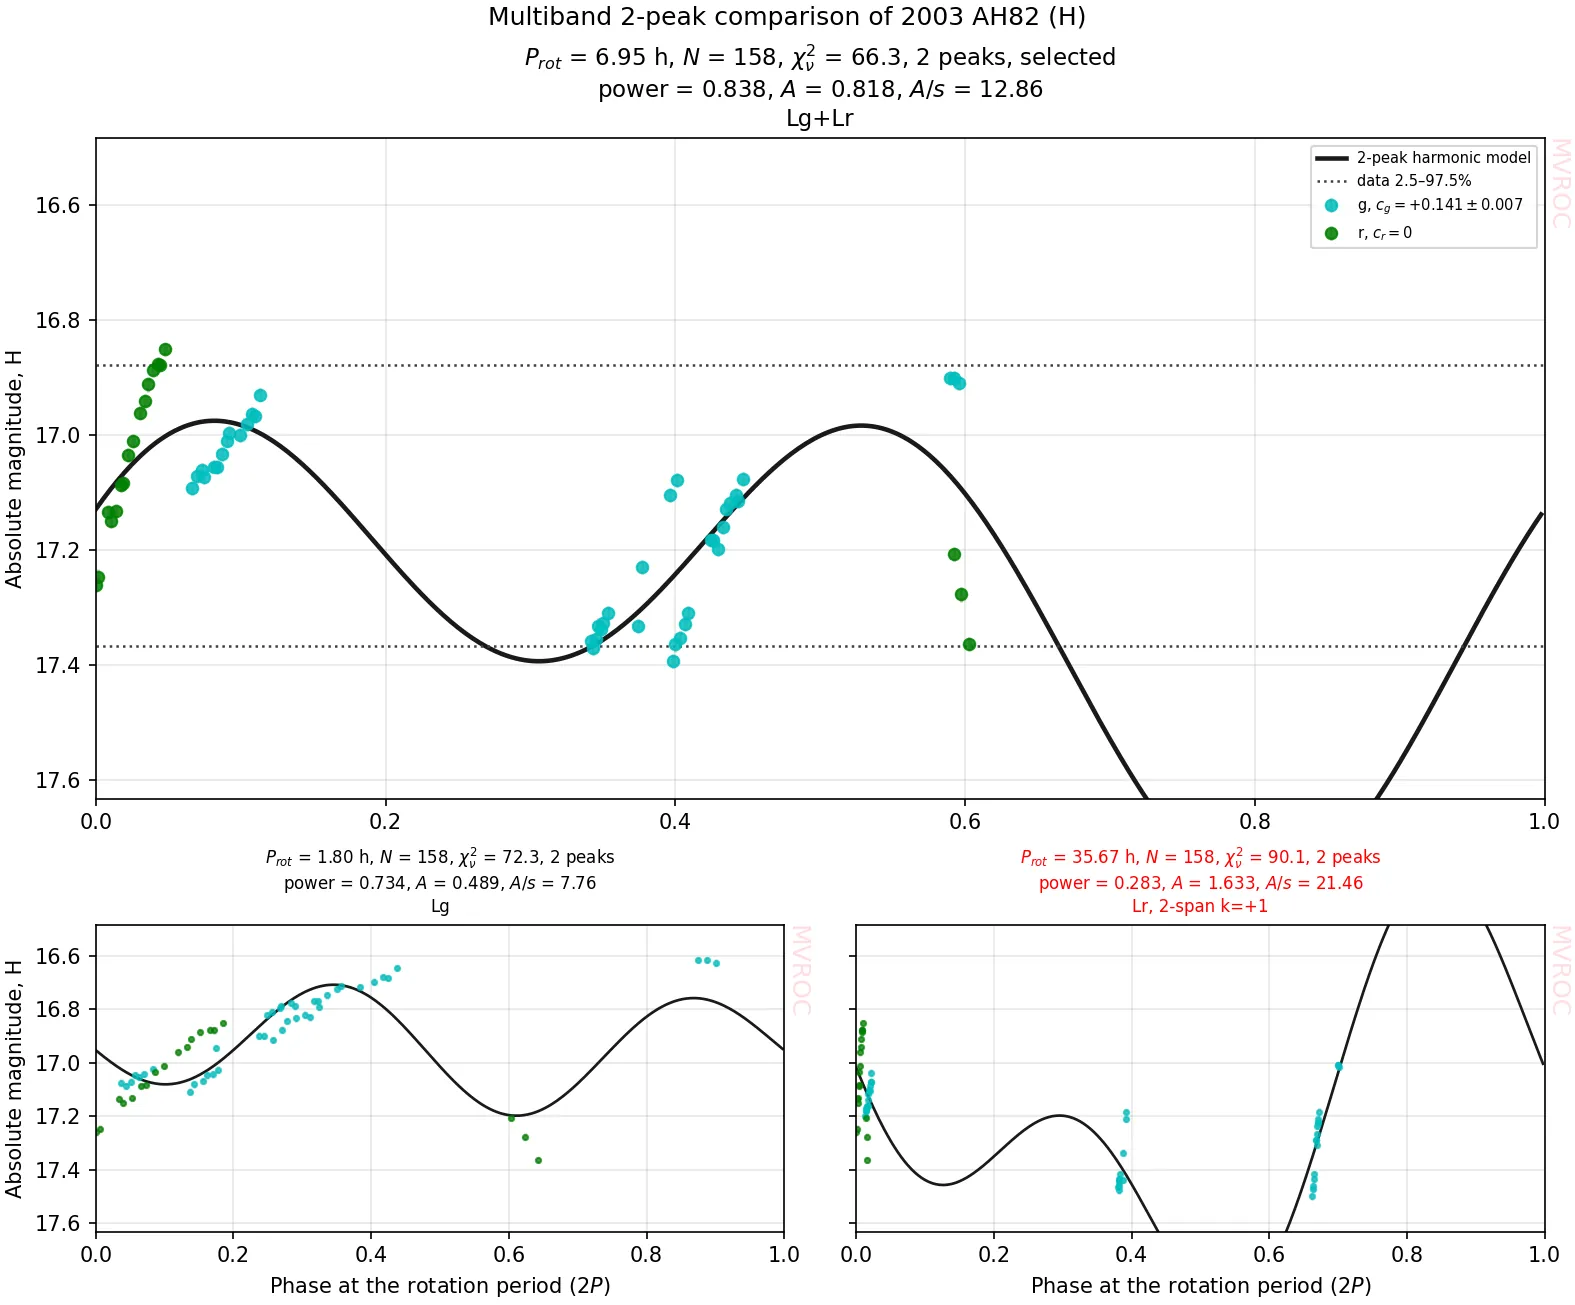 Multiband 2-peak comparison of 2003 AH82 (H)
P_rot = 6.95 h, N = 158, χ²_ν = 66.3, 2 peaks, selected
power = 0.838, A = 0.818, A/s = 12.86
Lg+Lr
2-peak harmonic model
data 2.5–97.5%
g, c_g = +0.141 ± 0.007
r, c_r = 0
MVROC
Absolute magnitude, H
16.6
16.8
17.0
17.2
17.4
17.6
0.0 0.2 0.4 0.6 0.8 1.0
P_rot = 1.80 h, N = 158, χ²_ν = 72.3, 2 peaks
power = 0.734, A = 0.489, A/s = 7.76
Lg
MVROC
Absolute magnitude, H
16.6
16.8
17.0
17.2
17.4
17.6
0.0 0.2 0.4 0.6 0.8 1.0
Phase at the rotation period (2P)
P_rot = 35.67 h, N = 158, χ²_ν = 90.1, 2 peaks
power = 0.283, A = 1.633, A/s = 21.46
Lr, 2-span k=+1
MVROC
0.0 0.2 0.4 0.6 0.8 1.0
Phase at the rotation period (2P)